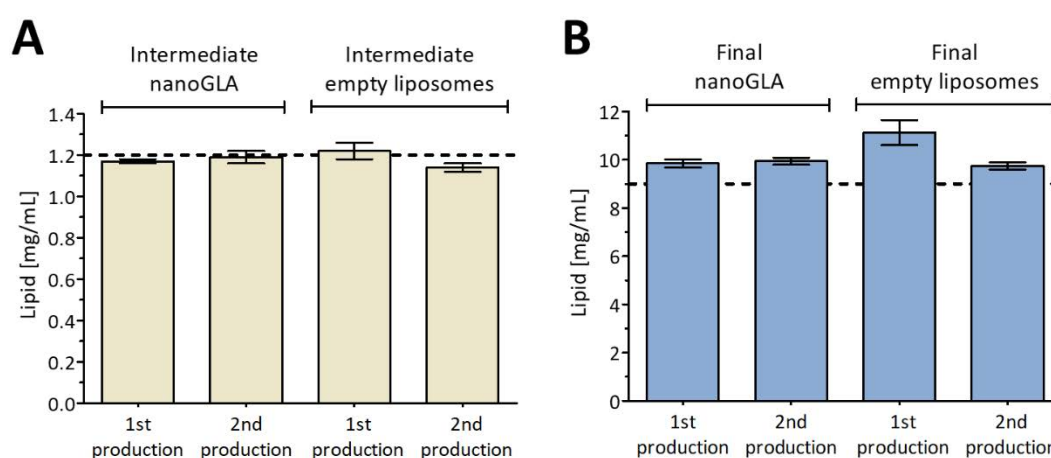 A
Intermediate
nanoGLA
Intermediate
empty liposomes
Lipid [mg/mL]
1.4
1.2
1.0
0.8
0.6
0.4
0.2
0.0
1st
production
2nd
production
1st
production
2nd
production
B
Final
nanoGLA
Final
empty liposomes
Lipid [mg/mL]
12
10
8
6
4
2
0
1st
production
2nd
production
1st
production
2nd
production